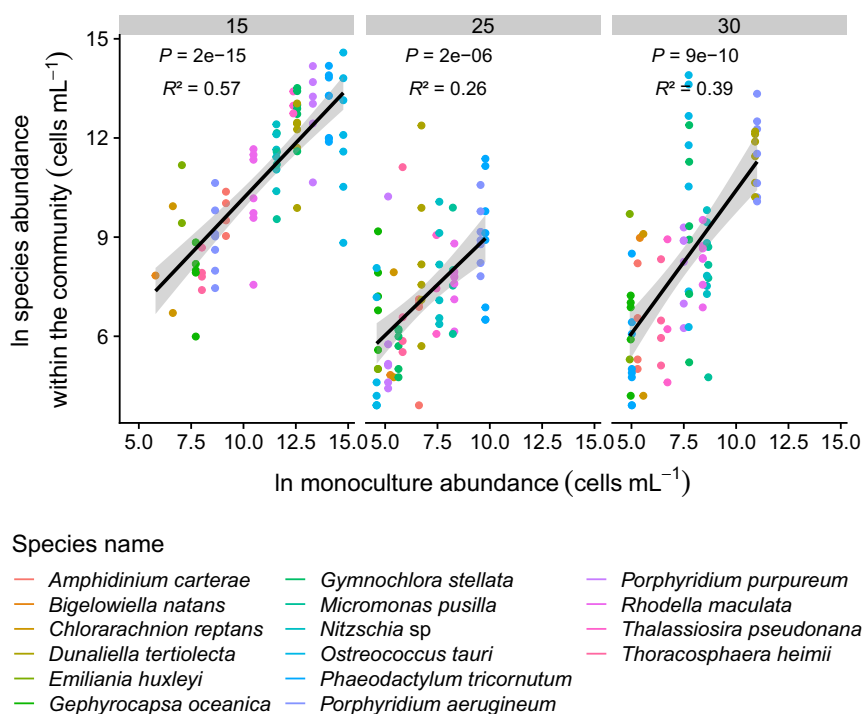 15 25 30
P = 2e−15 P = 2e−06 P = 9e−10
R² = 0.57 R² = 0.26 R² = 0.39
ln species abundance
within the community (cells mL⁻¹)
15
12
9
6
5.0 7.5 10.0 12.5 15.0 5.0 7.5 10.0 12.5 15.0 5.0 7.5 10.0 12.5 15.0
ln monoculture abundance (cells mL⁻¹)
Species name
Amphidinium carterae
Bigelowiella natans
Chlorarachnion reptans
Dunaliella tertiolecta
Emiliania huxleyi
Gephyrocapsa oceanica
Gymnochlora stellata
Micromonas pusilla
Nitzschia sp
Ostreococcus tauri
Phaeodactylum tricornutum
Porphyridium aerugineum
Porphyridium purpureum
Rhodella maculata
Thalassiosira pseudonana
Thoracosphaera heimii